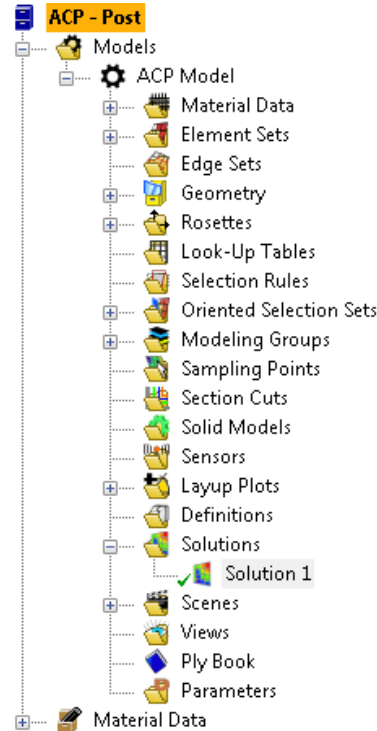 ACP - Post
Models
ACP Model
Material Data
Element Sets
Edge Sets
Geometry
Rosettes
Look-Up Tables
Selection Rules
Oriented Selection Sets
Modeling Groups
Sampling Points
Section Cuts
Solid Models
Sensors
Layup Plots
Definitions
Solutions
Solution 1
Scenes
Views
Ply Book
Parameters
Material Data